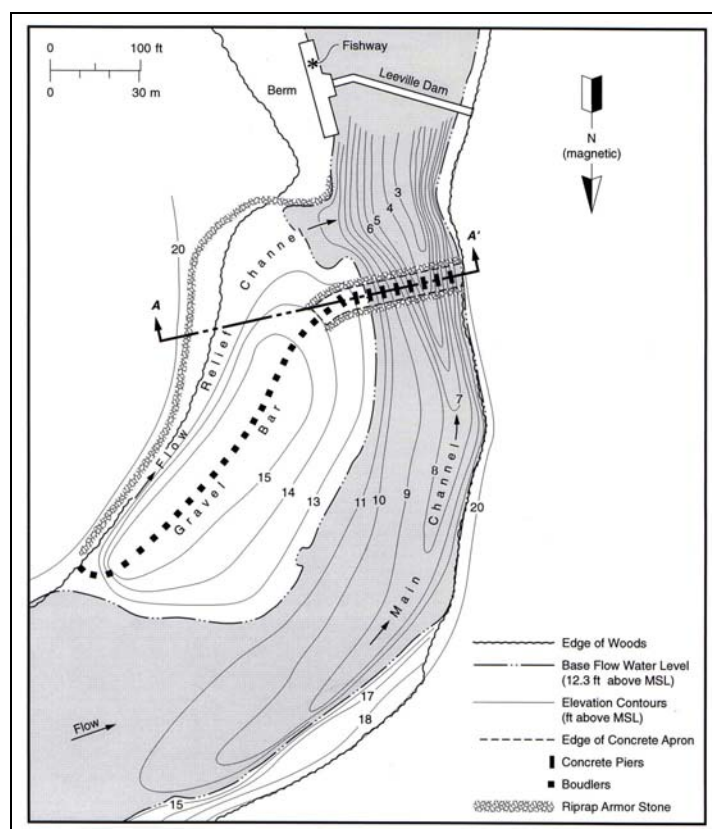 0 100 ft
0 30 m
Fishway
Berm
Leeville Dam
N
(magnetic)
3
4
5
6
20
A'
A
Relief Channel
Flow
7
Gravel Bar
15
14
13
11
10
9
8
Channel
20
Main
Flow
17
18
15
Edge of Woods
Base Flow Water Level
(12.3 ft above MSL)
Elevation Contours
(ft above MSL)
Edge of Concrete Apron
Concrete Piers
Boudlers
Riprap Armor Stone